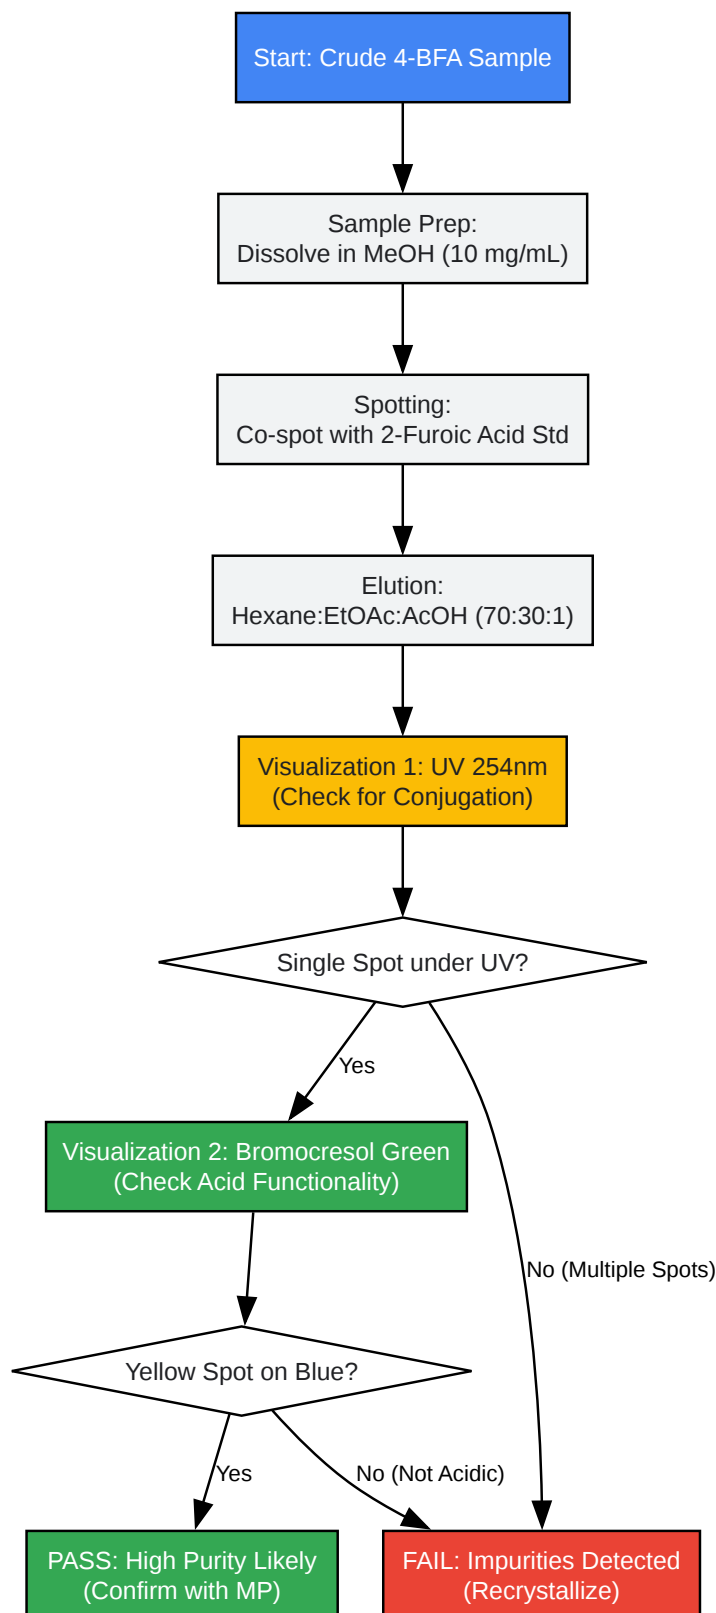 Start: Crude 4-BFA Sample
Sample Prep:
Dissolve in MeOH (10 mg/mL)
Spotting:
Co-spot with 2-Furoic Acid Std
Elution:
Hexane:EtOAc:AcOH (70:30:1)
Visualization 1: UV 254nm
(Check for Conjugation)
Single Spot under UV?
Yes
Visualization 2: Bromocresol Green
(Check Acid Functionality)
No (Multiple Spots)
Yellow Spot on Blue?
Yes
No (Not Acidic)
PASS: High Purity Likely
(Confirm with MP)
FAIL: Impurities Detected
(Recrystallize)